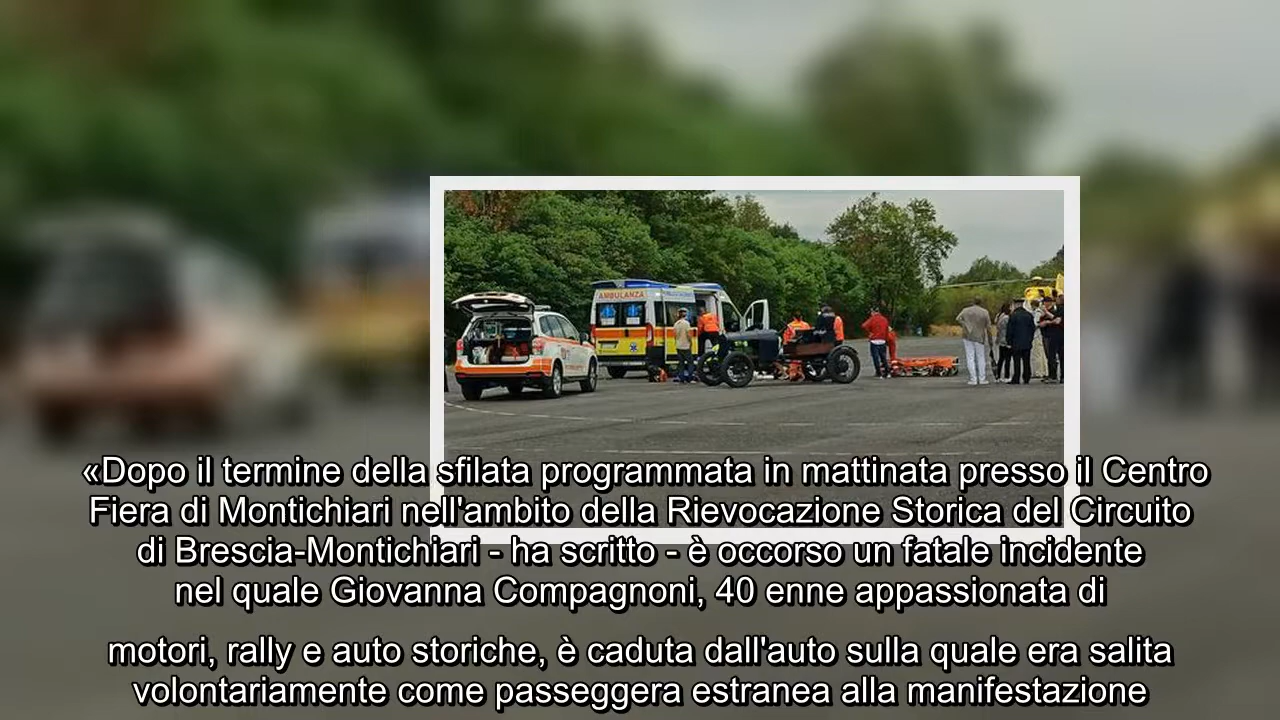 AMBULANZA
«Dopo il termine della sfilata programmata in mattinata presso il Centro
Fiera di Montichiari nell'ambito della Rievocazione Storica del Circuito
di Brescia-Montichiari - ha scritto - è occorso un fatale incidente
nel quale Giovanna Compagnoni, 40 enne appassionata di
motori, rally e auto storiche, è caduta dall'auto sulla quale era salita
volontariamente come passeggera estranea alla manifestazione